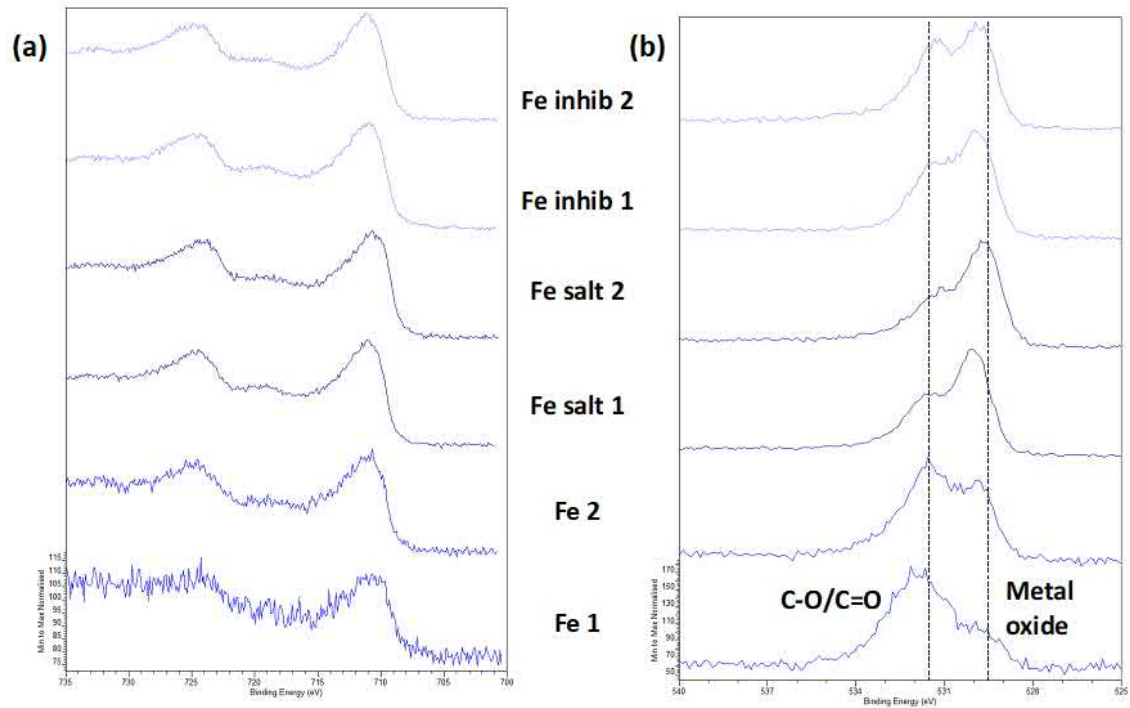 (a)
(b)
Fe inhib 2
Fe inhib 1
Fe salt 2
Fe salt 1
Fe 2
Fe 1
C-O/C=O
Metal
oxide
Min to Max Normalised
115
110
105
100
95
90
85
80
75
735
730
725
720
715
710
705
700
Binding Energy (eV)
Min to Max Normalised
170
150
130
110
90
70
50
540
537
534
531
528
525
Binding Energy (eV)